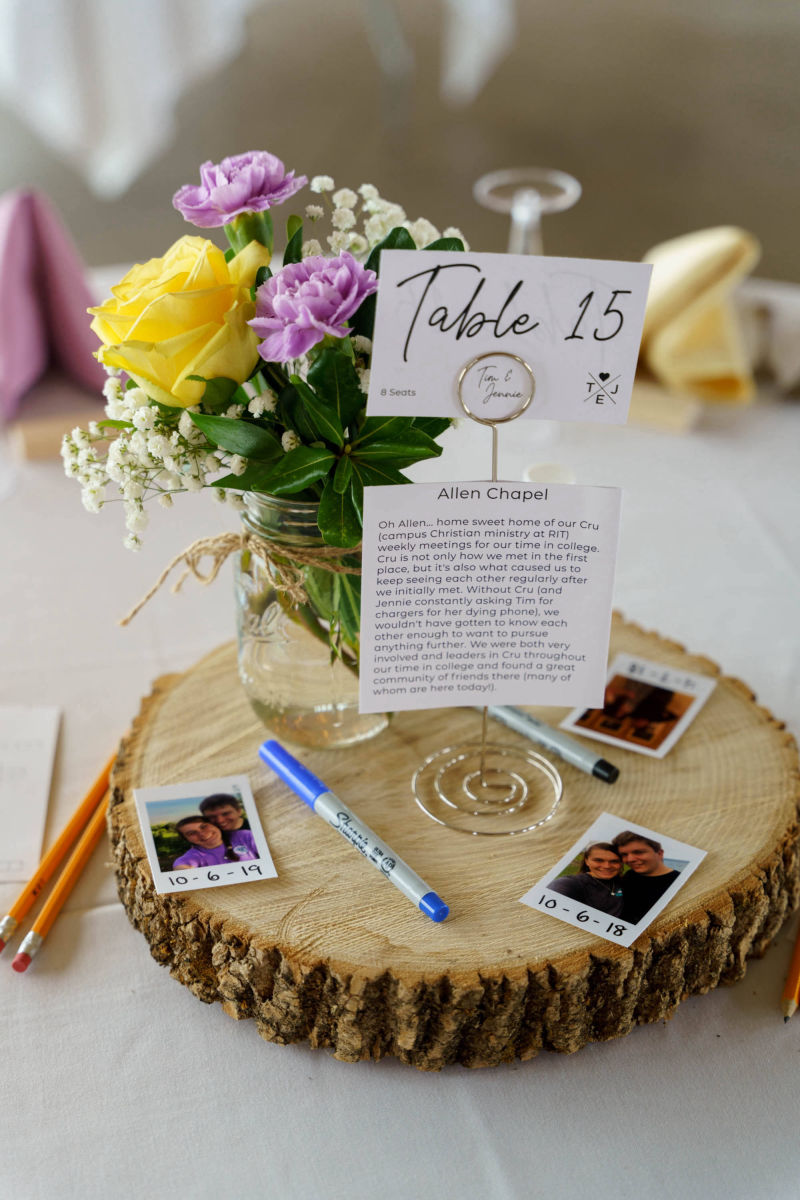 Table 15
8 Seats
Tim &
Jennie
T J
E
Allen Chapel
Oh Allen... home sweet home of our Cru
(campus Christian ministry at RIT)
weekly meetings for our time in college.
Cru is not only how we met in the first
place, but it's also what caused us to
keep seeing each other regularly after
we initially met. Without Cru (and
Jennie constantly asking Tim for
chargers for her dying phone), we
wouldn't have gotten to know each
other enough to want to pursue
anything further. We were both very
involved and leaders in Cru throughout
our time in college and found a great
community of friends there (many of
whom are here today!).
Sharpie
10-6-19
10-6-18